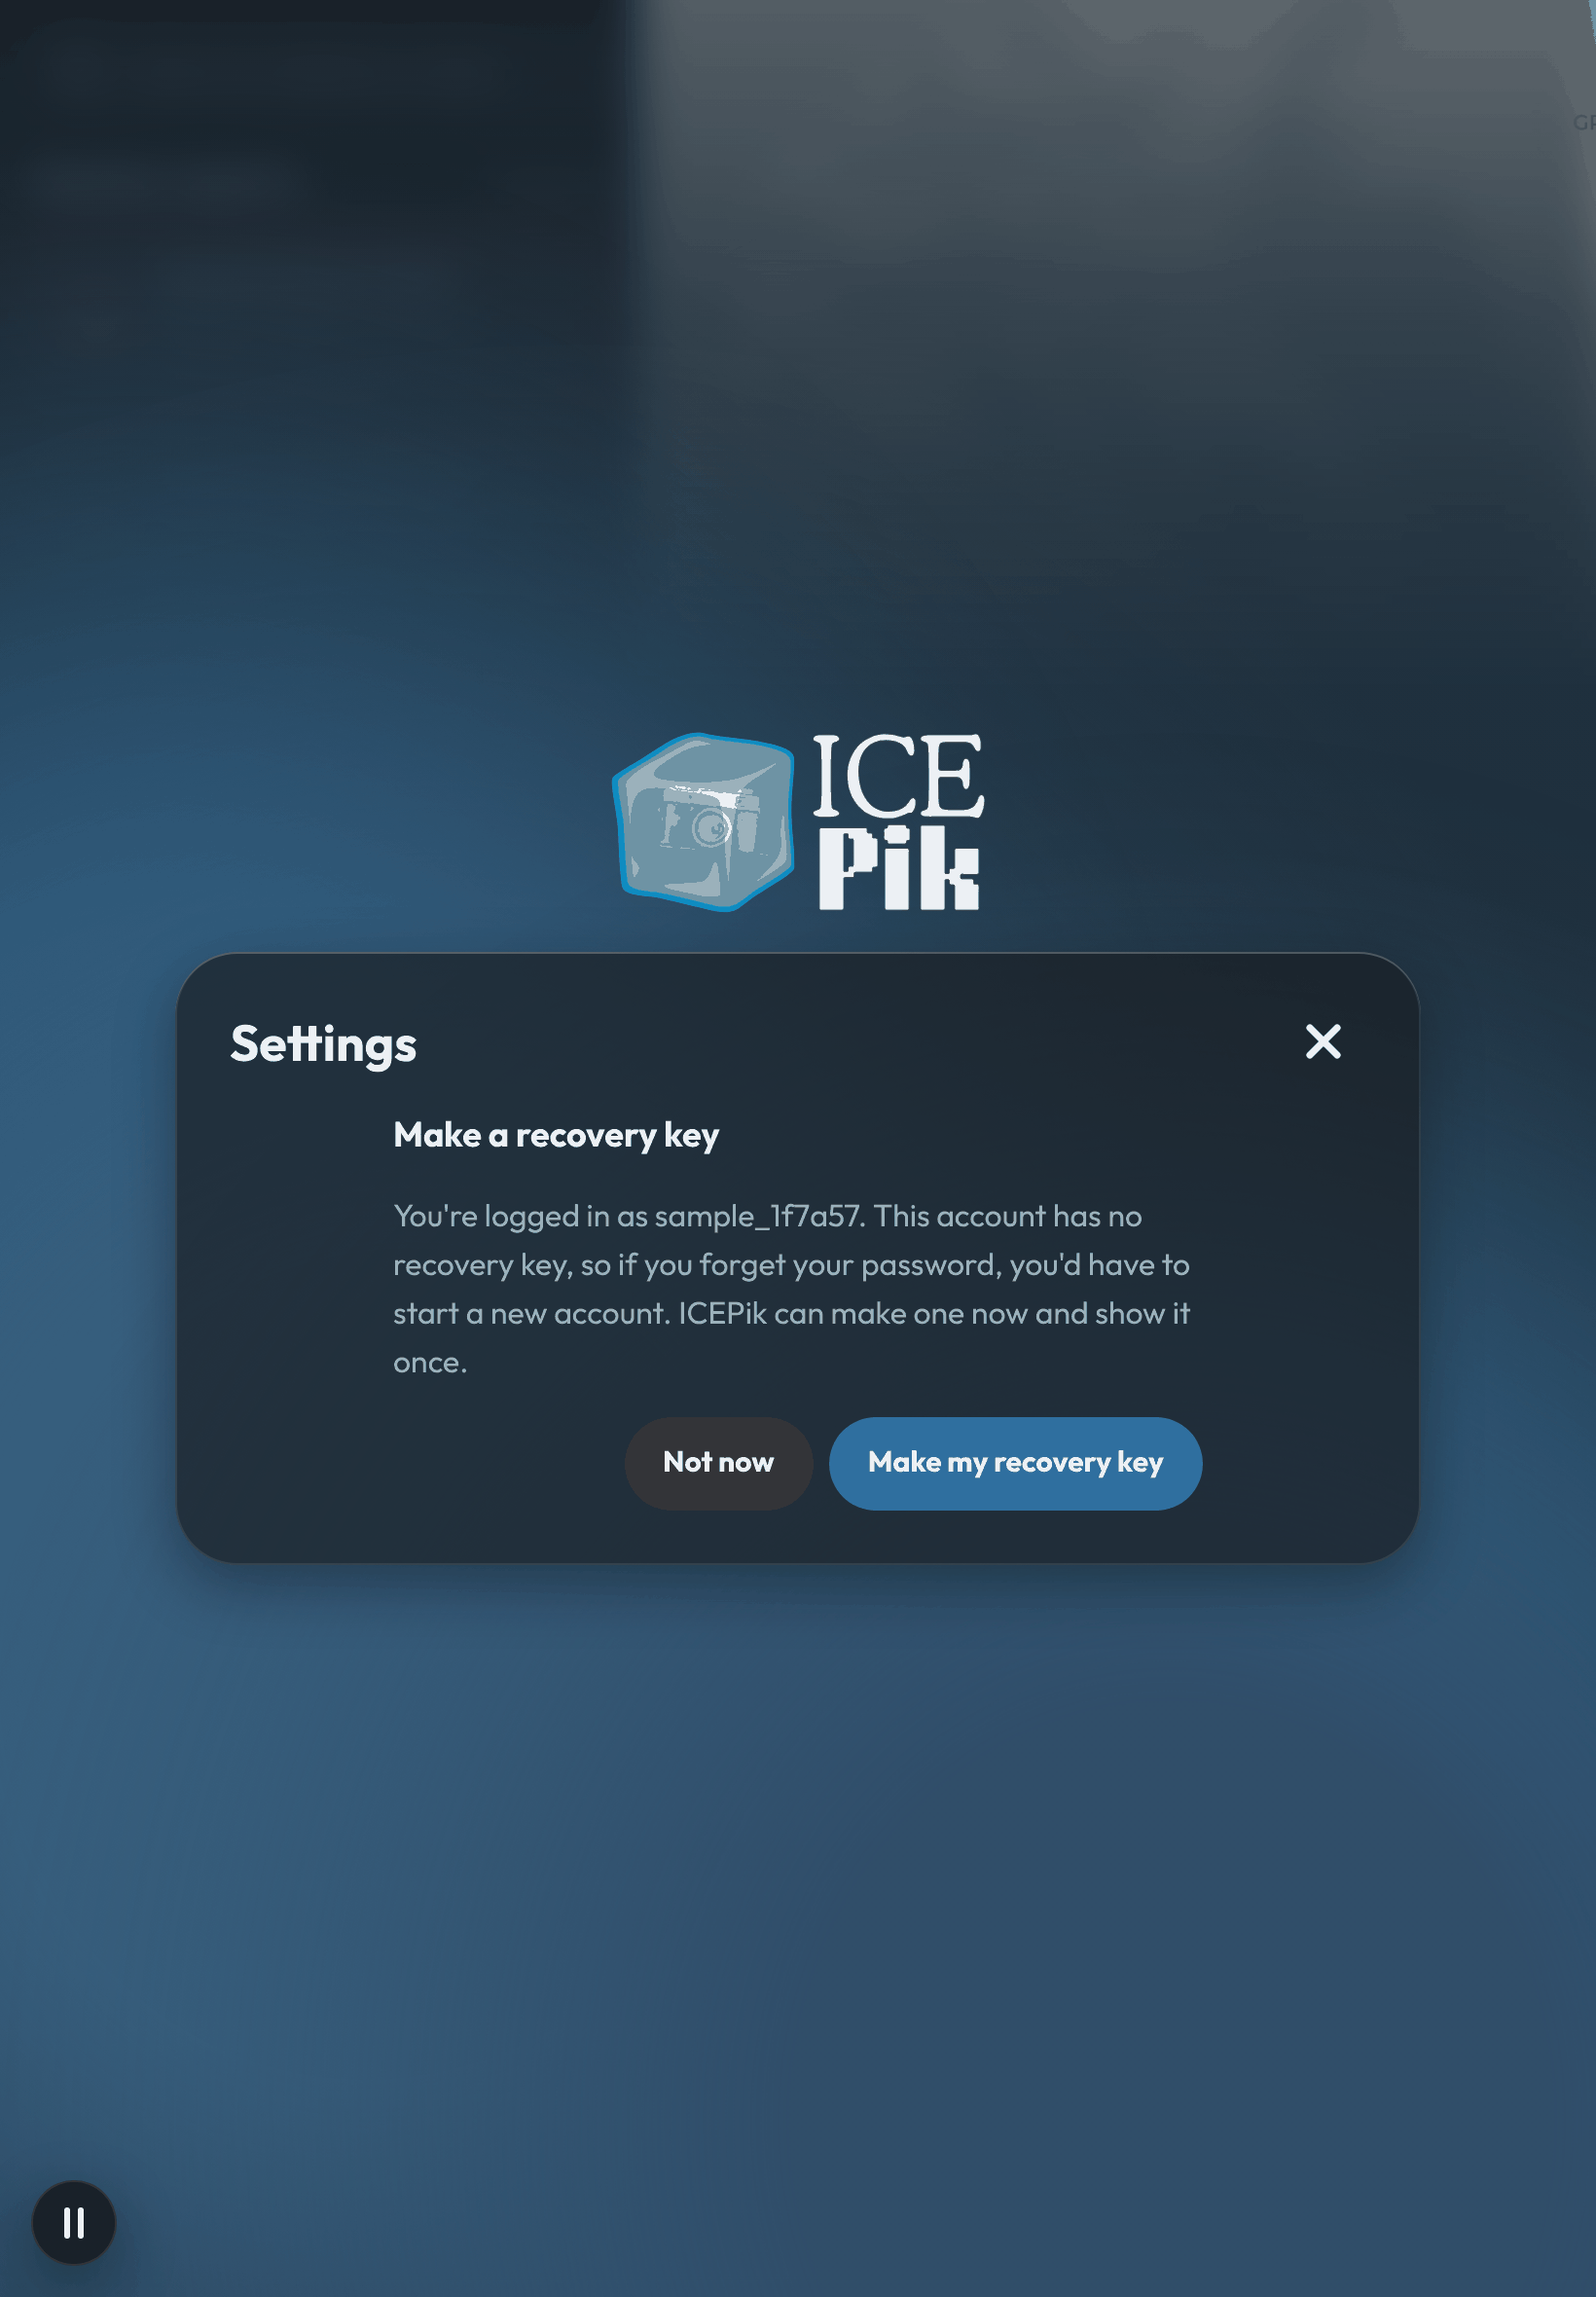 GR
ICE
Pik
Settings
Make a recovery key
You're logged in as sample_1f7a57. This account has no
recovery key, so if you forget your password, you'd have to
start a new account. ICEPik can make one now and show it
once.
Not now
Make my recovery key